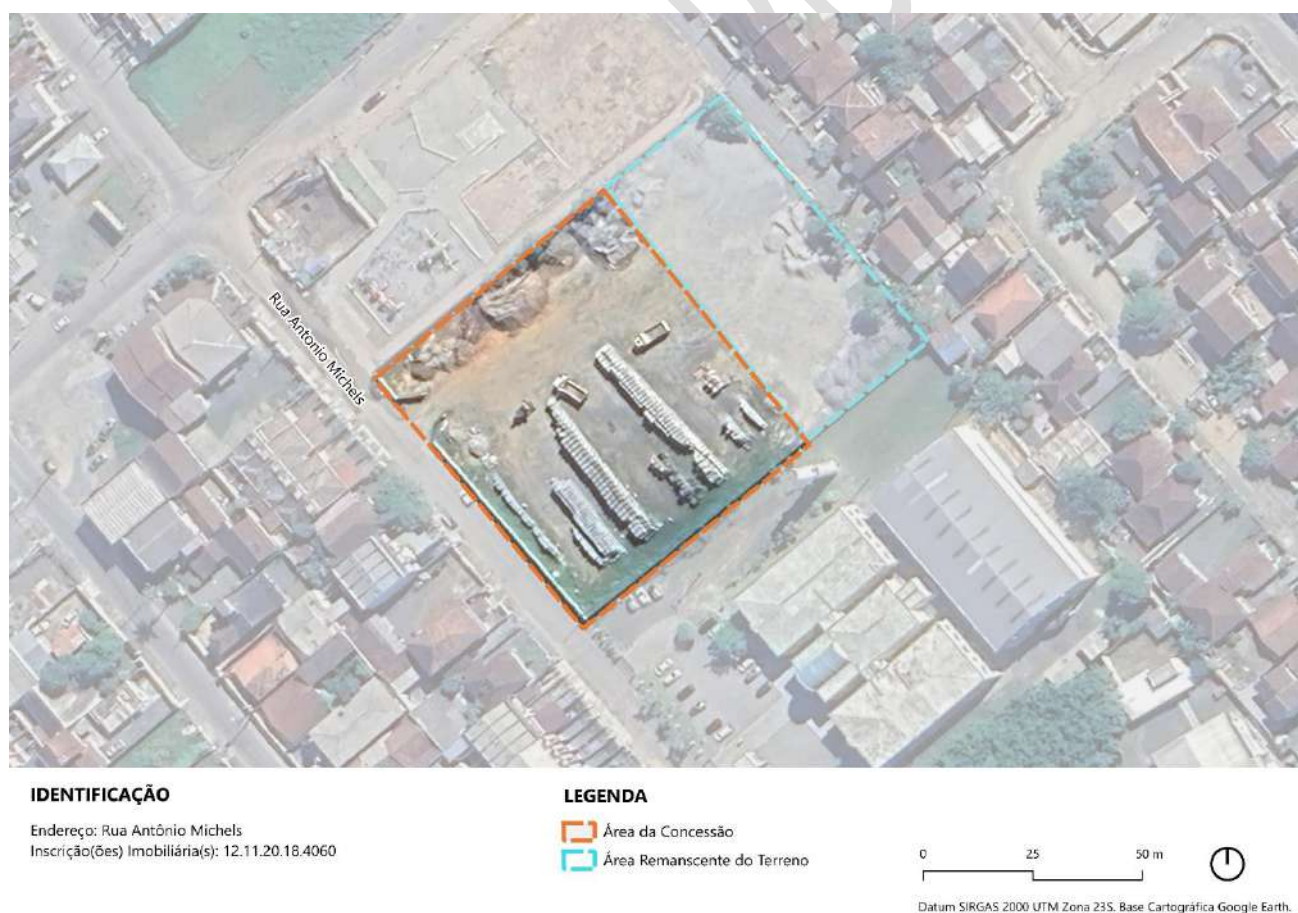 Rua Antonio Michels
IDENTIFICAÇÃO
Endereço: Rua Antônio Michels
Inscrição(ões) Imobiliária(s): 12.11.20.18.4060
LEGENDA
Área da Concessão
Área Remanscente do Terreno
0 25 50 m
Datum SIRGAS 2000 UTM Zona 23S. Base Cartográfica Google Earth.